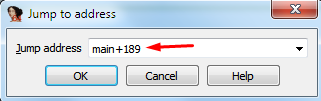 Jump to address
Jump address main+189
OK Cancel Help